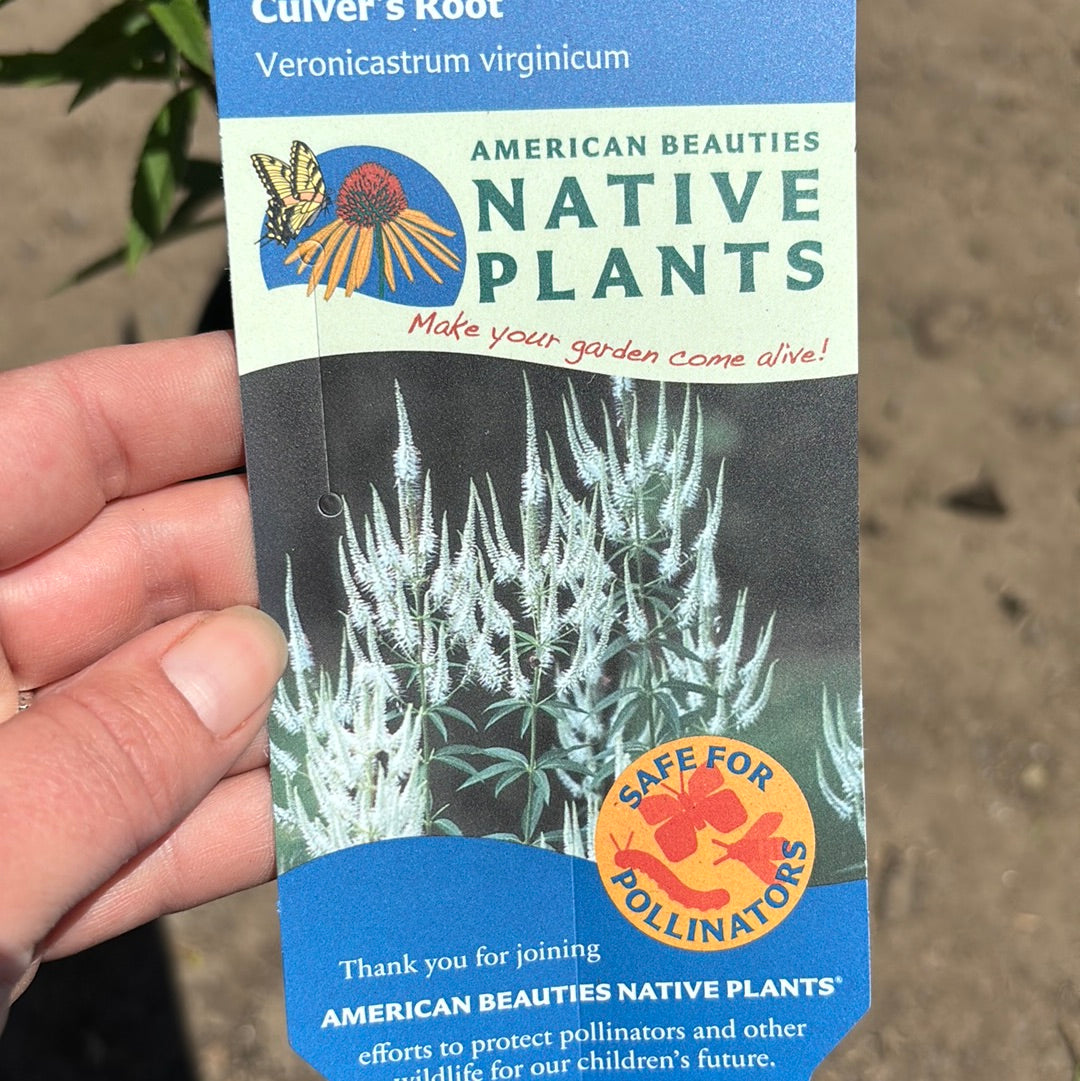 Culver's Root
Veronicastrum virginicum
AMERICAN BEAUTIES
NATIVE
PLANTS
Make your garden come alive!
SAFE FOR
POLLINATORS
Thank you for joining
AMERICAN BEAUTIES NATIVE PLANTS®
efforts to protect pollinators and other
wildlife for our children's future.